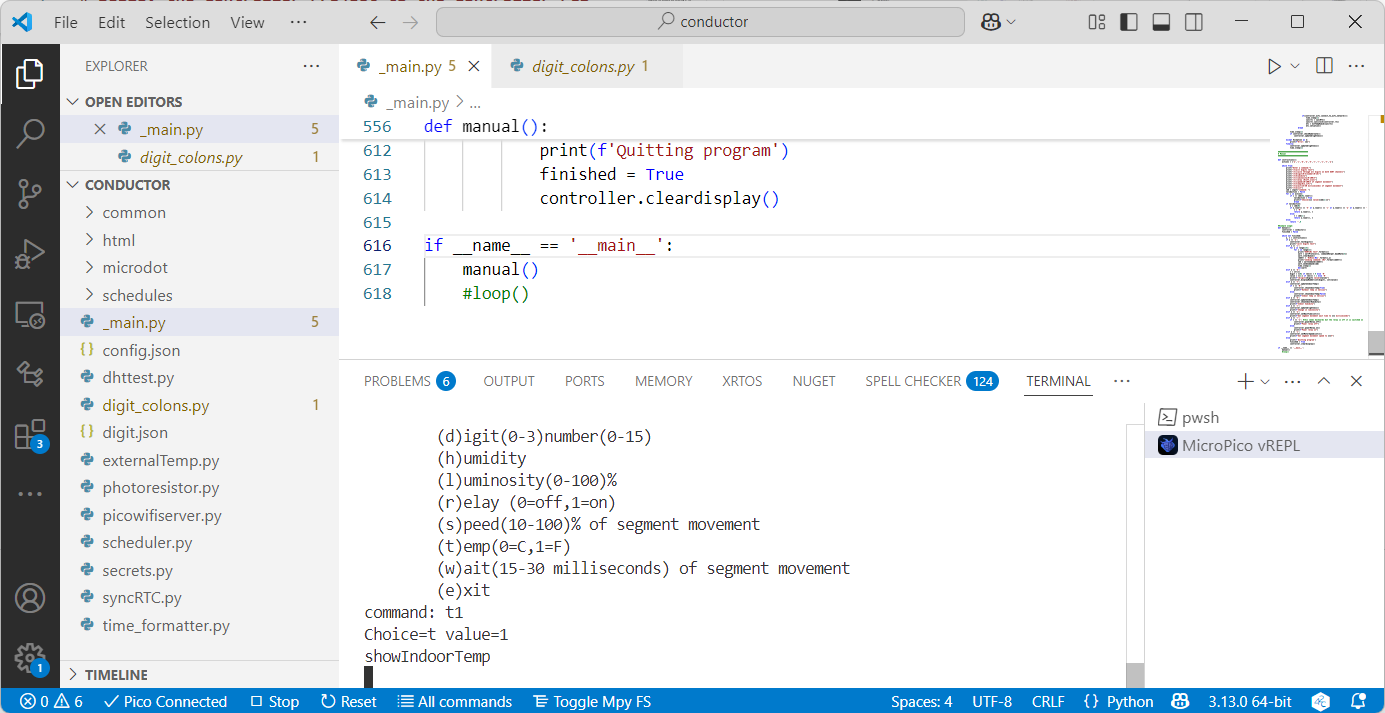 File Edit Selection View ··· conductor
EXPLORER ···
OPEN EDITORS
_main.py 5
digit_colons.py 1
CONDUCTOR
common
html
microdot
schedules
_main.py 5
config.json
dhttest.py
digit_colons.py 1
digit.json
externalTemp.py
photoresistor.py
picowifiserver.py
scheduler.py
secrets.py
syncRTC.py
time_formatter.py
TIMELINE
3
1
_main.py 5 digit_colons.py 1
_main.py > ...
556 def manual():
612 print(f'Quitting program')
613 finished = True
614 controller.cleardisplay()
615
616 if __name__ == '__main__':
617 manual()
618 #loop()
PROBLEMS 6 OUTPUT PORTS MEMORY XRTOS NUGET SPELL CHECKER 124 TERMINAL ···
(d)igit(0-3)number(0-15)
(h)umidity
(l)uminosity(0-100)%
(r)elay (0=off,1=on)
(s)peed(10-100)% of segment movement
(t)emp(0=C,1=F)
(w)ait(15-30 milliseconds) of segment movement
(e)xit
command: t1
Choice=t value=1
showIndoorTemp
pwsh
MicroPico vREPL
0 6 Pico Connected Stop Reset All commands Toggle Mpy FS Spaces: 4 UTF-8 CRLF {} Python 3.13.0 64-bit